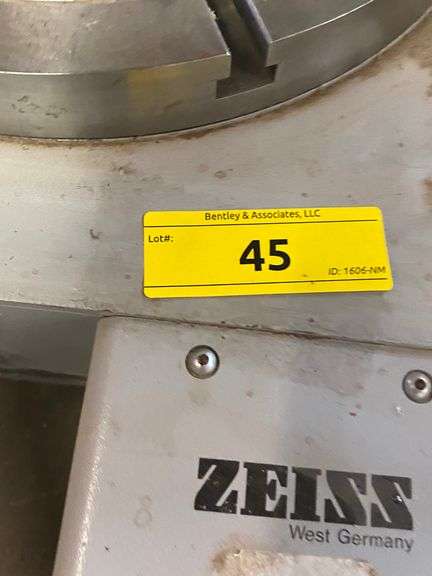 Bentley & Associates, LLC
Lot#:
45
ID: 1606-NM
ZEISS
West Germany